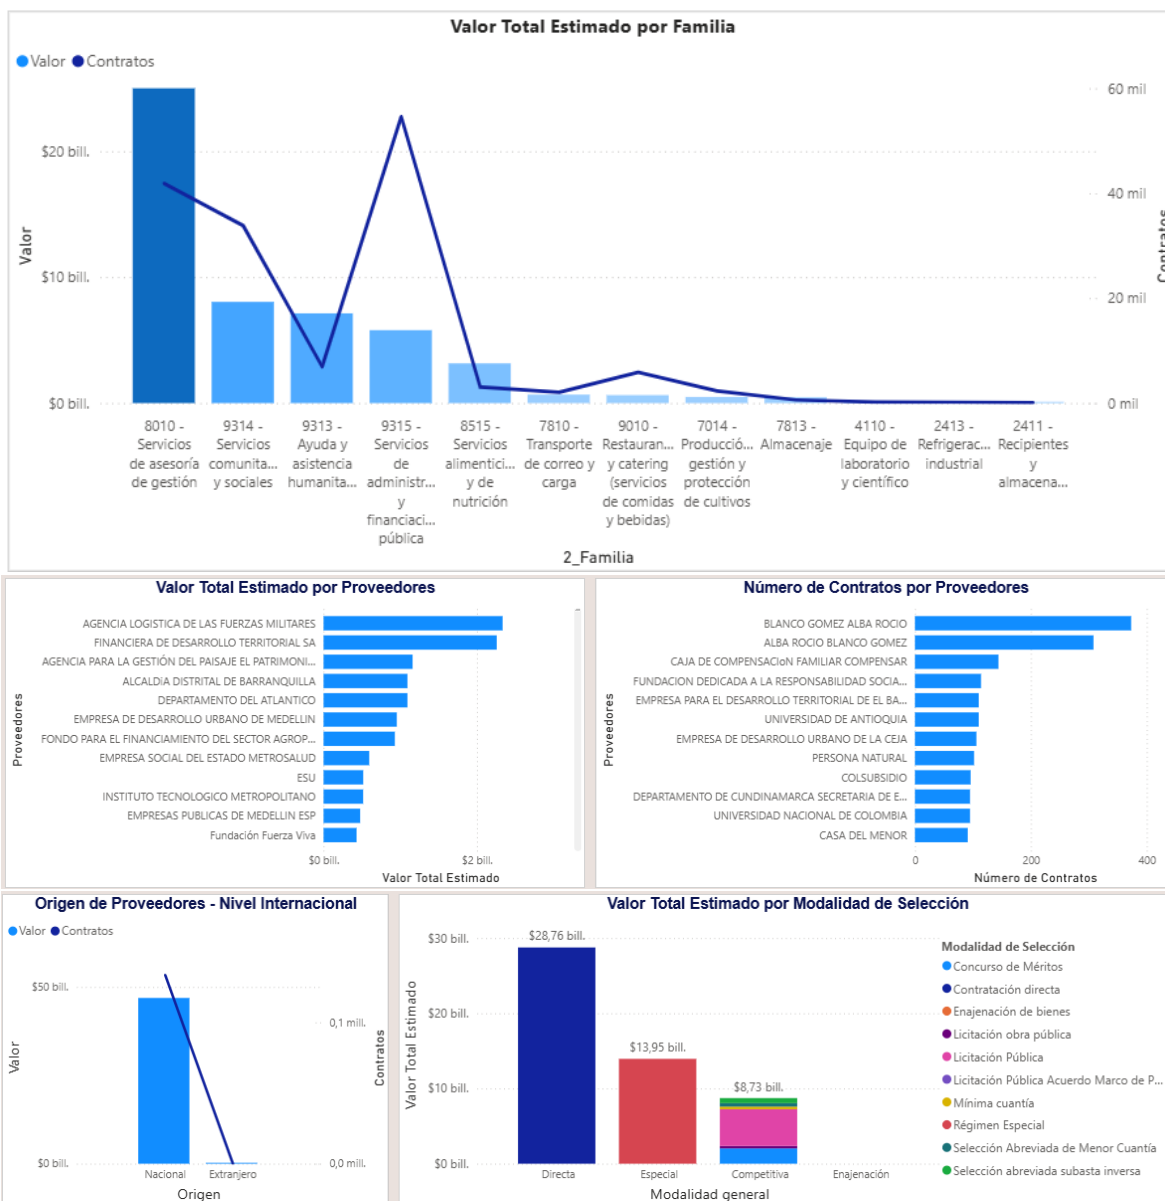 Valor Total Estimado por Familia
Valor Contratos
60 mil
$20 bill.
40 mil
Valor
Contratos
$10 bill.
20 mil
$0 bill.
0 mil
8010 -
Servicios
de asesoría
de gestión
9314 -
Servicios
comunita...
y sociales
9313 -
Ayuda y
asistencia
humanita...
9315 -
Servicios
de
administr...
y
financiaci...
pública
8515 -
Servicios
alimentici...
y de
nutrición
7810 -
Transporte
de correo y
carga
9010 -
Restauran...
y catering
(servicios
de comidas
y bebidas)
7014 -
Producció...
gestión y
protección
de cultivos
7813 -
Almacenaje
4110 -
Equipo de
laboratorio
y científico
2413 -
Refrigerac...
industrial
2411 -
Recipientes
y
almacena...
2_Familia
Valor Total Estimado por Proveedores
Proveedores
AGENCIA LOGISTICA DE LAS FUERZAS MILITARES
FINANCIERA DE DESARROLLO TERRITORIAL SA
AGENCIA PARA LA GESTIÓN DEL PAISAJE EL PATRIMONI...
ALCALDIA DISTRITAL DE BARRANQUILLA
DEPARTAMENTO DEL ATLANTICO
EMPRESA DE DESARROLLO URBANO DE MEDELLIN
FONDO PARA EL FINANCIAMIENTO DEL SECTOR AGROP...
EMPRESA SOCIAL DEL ESTADO METROSALUD
ESU
INSTITUTO TECNOLOGICO METROPOLITANO
EMPRESAS PUBLICAS DE MEDELLIN ESP
Fundación Fuerza Viva
$0 bill. $2 bill.
Valor Total Estimado
Número de Contratos por Proveedores
Proveedores
BLANCO GOMEZ ALBA ROCIO
ALBA ROCIO BLANCO GOMEZ
CAJA DE COMPENSACIoN FAMILIAR COMPENSAR
FUNDACION DEDICADA A LA RESPONSABILIDAD SOCIA...
EMPRESA PARA EL DESARROLLO TERRITORIAL DE EL BA...
UNIVERSIDAD DE ANTIOQUIA
EMPRESA DE DESARROLLO URBANO DE LA CEJA
PERSONA NATURAL
COLSUBSIDIO
DEPARTAMENTO DE CUNDINAMARCA SECRETARIA DE E...
UNIVERSIDAD NACIONAL DE COLOMBIA
CASA DEL MENOR
0 200 400
Número de Contratos
Origen de Proveedores - Nivel Internacional
Valor Contratos
$50 bill.
0,1 mill.
Valor
Contratos
$0 bill.
0,0 mill.
Nacional Extranjero
Origen
Valor Total Estimado por Modalidad de Selección
Valor Total Estimado
$30 bill.
$20 bill.
$10 bill.
$0 bill.
$28,76 bill.
$13,95 bill.
$8,73 bill.
Directa Especial Competitiva Enajenación
Modalidad general
Modalidad de Selección
Concurso de Méritos
Contratación directa
Enajenación de bienes
Licitación obra pública
Licitación Pública
Licitación Pública Acuerdo Marco de P...
Mínima cuantía
Régimen Especial
Selección Abreviada de Menor Cuantía
Selección abreviada subasta inversa